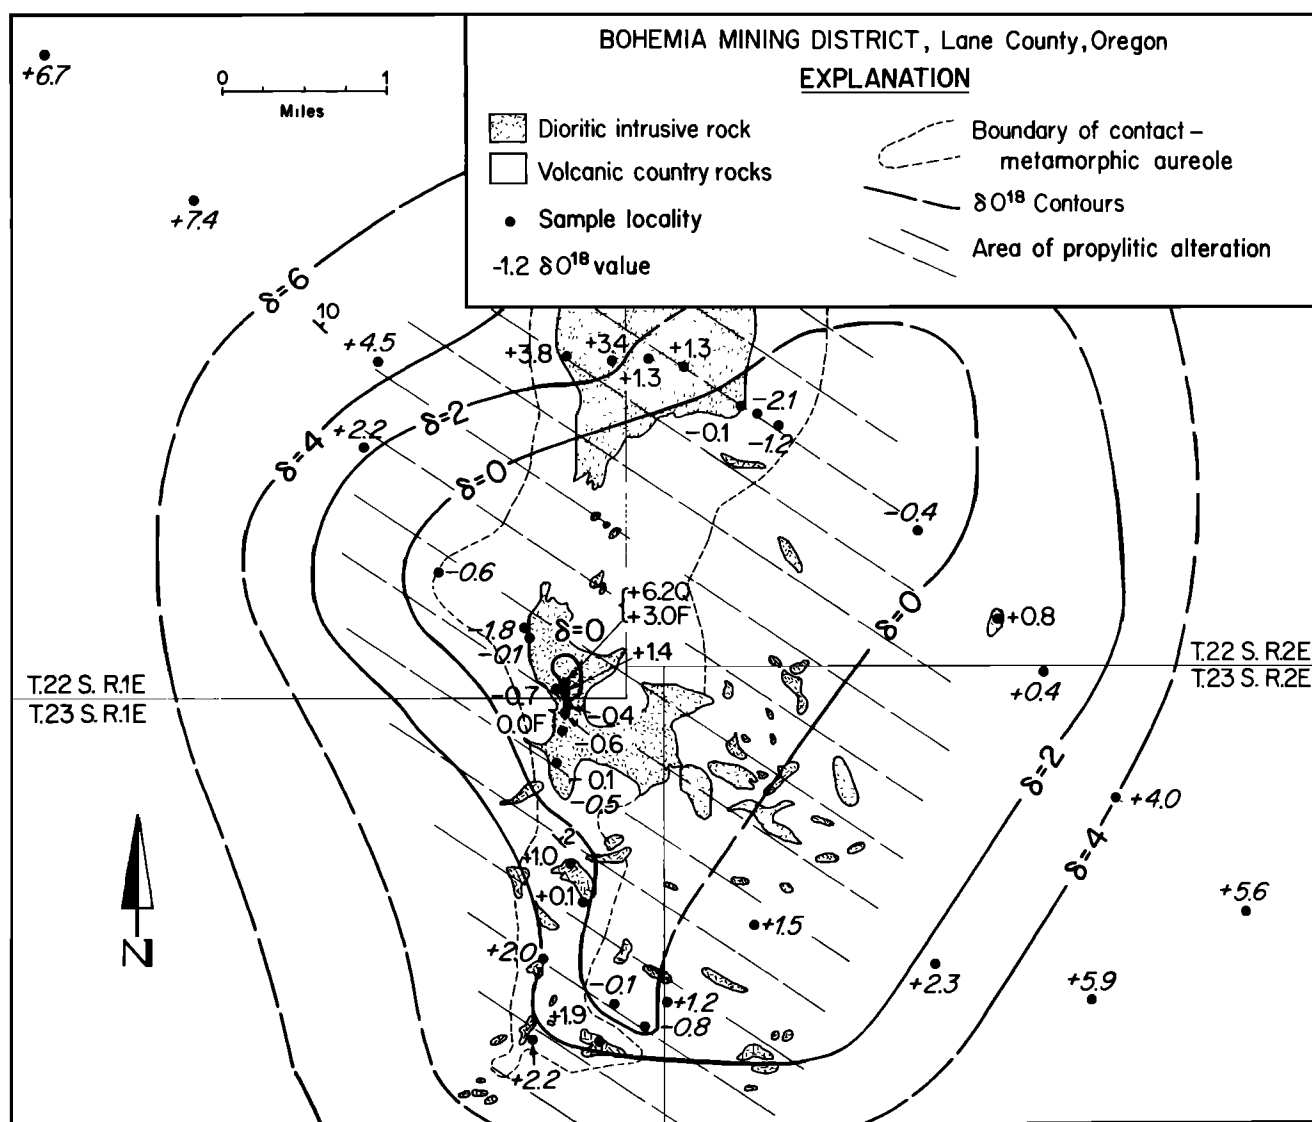 BOHEMIA MINING DISTRICT, Lane County, Oregon
EXPLANATION
Dioritic intrusive rock
Volcanic country rocks
Sample locality
-1.2 δO¹⁸ value
Boundary of contact-
metamorphic aureole
δO¹⁸ Contours
Area of propylitic alteration
+6.7
0 1
Miles
+7.4
δ=6
10
+4.5
+3.8
+3.4
+1.3
+1.3
δ=2
+2.2
δ=4
-2.1
-0.1
-1.2
δ=0
-0.4
-0.6
δ=0
+6.2Q
+3.0F
+0.8
-1.8
δ=0
-0.1
+1.4
T.22 S. R.2E
T.23 S. R.2E
+0.4
T.22 S. R.1E
T.23 S. R.1E
-0.7
0.0F
-0.4
-0.6
-0.1
-0.5
δ=2
+4.0
2
+1.0
δ=4
+0.1
+5.6
+1.5
+2.0
+2.3
+5.9
-0.1
+1.2
+1.9
-0.8
+2.2
N